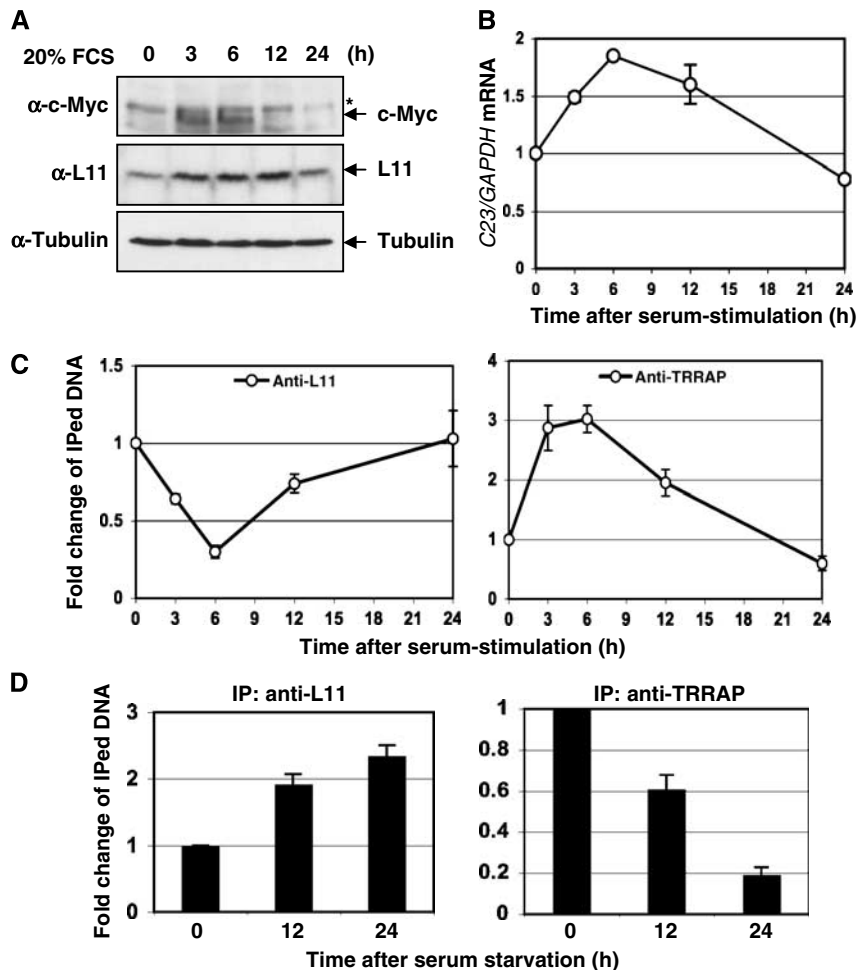 A
20% FCS 0 3 6 12 24 (h)
α-c-Myc * c-Myc
α-L11 L11
α-Tubulin Tubulin
B
C23/GAPDH mRNA
2
1.5
1
0.5
0
0 3 6 9 12 15 18 21 24
Time after serum-stimulation (h)
C
Fold change of IPed DNA
1.5
1
0.5
0
Anti-L11
0 3 6 9 12 15 18 21 24
4
3
2
1
0
Anti-TRRAP
0 3 6 9 12 15 18 21 24
Time after serum-stimulation (h)
D
Fold change of IPed DNA
IP: anti-L11
3
2
1
0
0 12 24
IP: anti-TRRAP
1
0.8
0.6
0.4
0.2
0
0 12 24
Time after serum starvation (h)